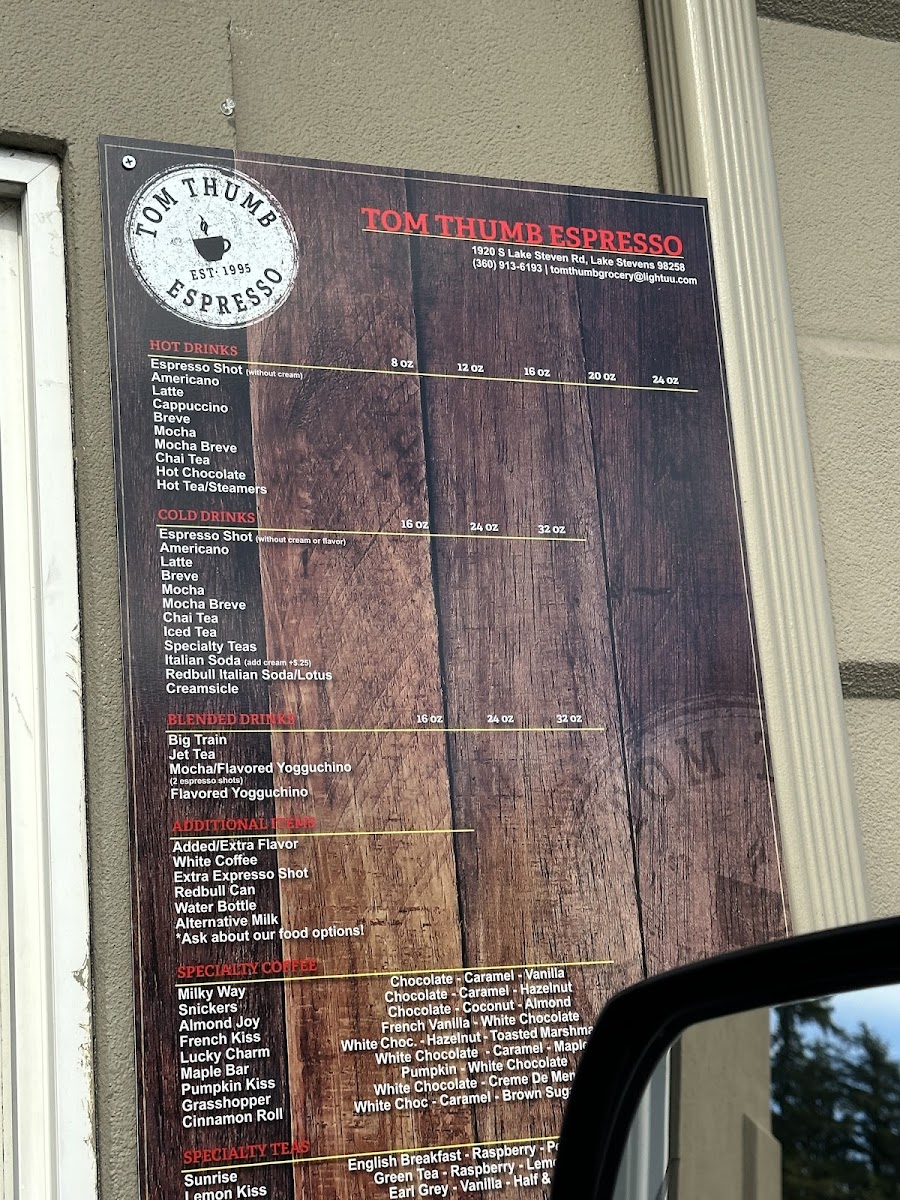 TOM THUMB
EST. 1995
ESPRESSO
TOM THUMB ESPRESSO
1920 S Lake Steven Rd, Lake Stevens 98258
(360) 913-6193 | tomthumbgrocery@lightuu.com
HOT DRINKS 8 OZ 12 OZ 16 OZ 20 OZ 24 OZ
Espresso Shot (without cream)
Americano
Latte
Cappuccino
Breve
Mocha
Mocha Breve
Chai Tea
Hot Chocolate
Hot Tea/Steamers
COLD DRINKS 16 OZ 24 OZ 32 OZ
Espresso Shot (without cream or flavor)
Americano
Latte
Breve
Mocha
Mocha Breve
Chai Tea
Iced Tea
Specialty Teas
Italian Soda (add cream +$.25)
Redbull Italian Soda/Lotus
Creamsicle
BLENDED DRINKS 16 OZ 24 OZ 32 OZ
Big Train
Jet Tea
Mocha/Flavored Yogguchino
(2 espresso shots)
Flavored Yogguchino
ADDITIONAL ITEMS
Added/Extra Flavor
White Coffee
Extra Expresso Shot
Redbull Can
Water Bottle
Alternative Milk
*Ask about our food options!
SPECIALTY COFFEE
Milky Way Chocolate - Caramel - Vanilla
Snickers Chocolate - Caramel - Hazelnut
Almond Joy Chocolate - Coconut - Almond
French Kiss French Vanilla - White Chocolate
Lucky Charm White Choc. - Hazelnut - Toasted Marshma
Maple Bar White Chocolate - Caramel - Maple
Pumpkin Kiss Pumpkin - White Chocolate
Grasshopper White Chocolate - Creme De Men
Cinnamon Roll White Choc - Caramel - Brown Suga
SPECIALTY TEAS
Sunrise English Breakfast - Raspberry - Pe
Lemon Kiss Green Tea - Raspberry - Lemo
Earl Grey - Vanilla - Half &